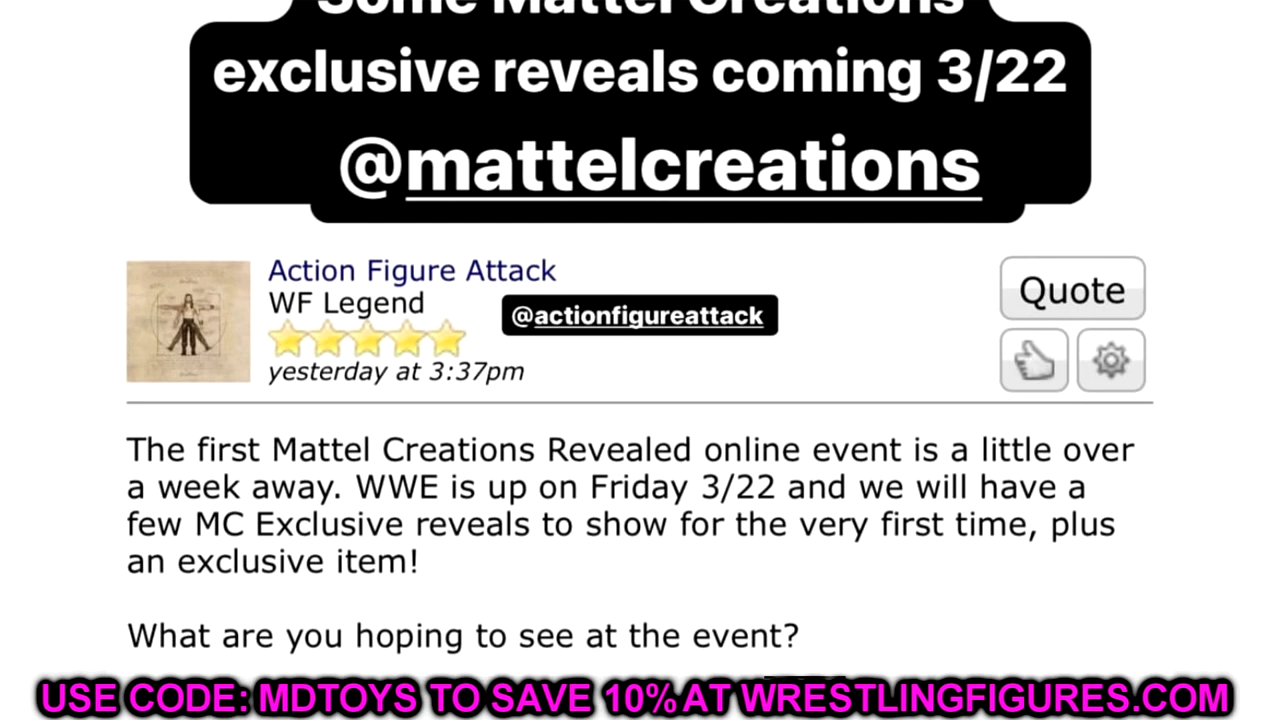 Some Mattel Creations
exclusive reveals coming 3/22
@mattelcreations
Action Figure Attack
WF Legend
@actionfigureattack
Quote
yesterday at 3:37pm
The first Mattel Creations Revealed online event is a little over
a week away. WWE is up on Friday 3/22 and we will have a
few MC Exclusive reveals to show for the very first time, plus
an exclusive item!
What are you hoping to see at the event?
USE CODE: MDTOYS TO SAVE 10% AT WRESTLINGFIGURES.COM